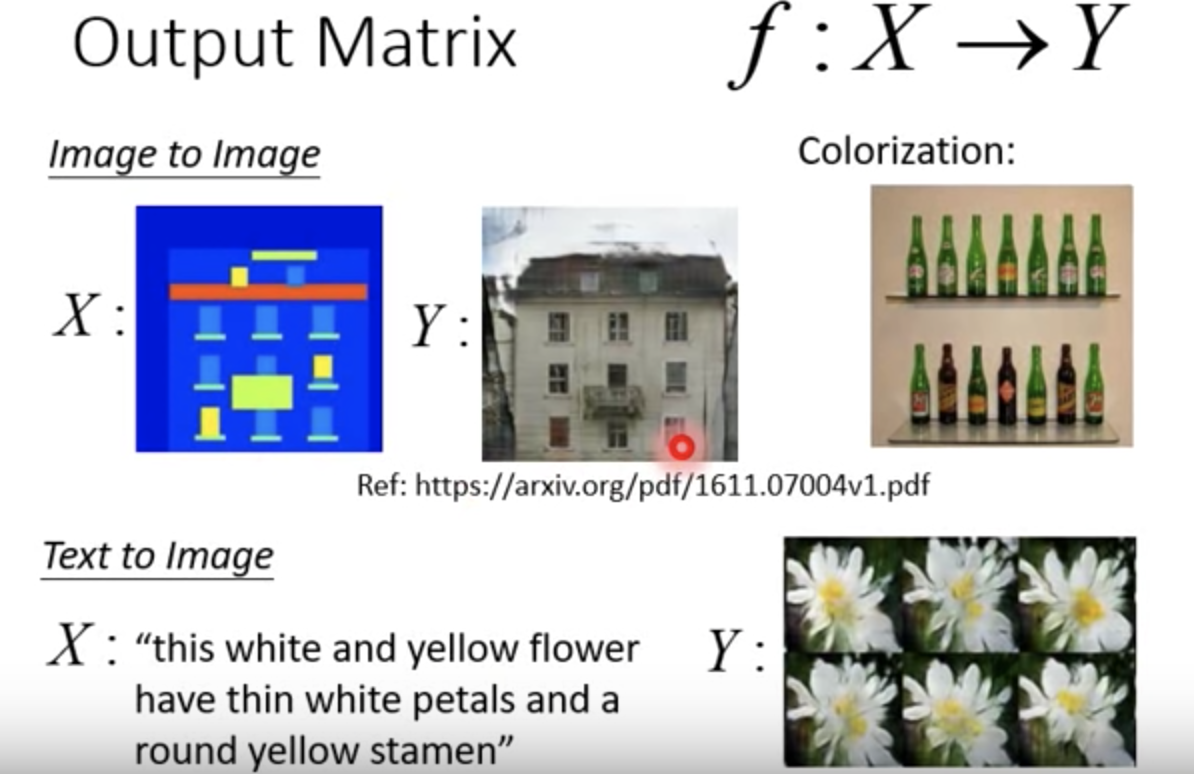 Output Matrix
f : X → Y
Image to Image
Colorization:
X :
Y :
Ref: https://arxiv.org/pdf/1611.07004v1.pdf
Text to Image
X : “this white and yellow flower
have thin white petals and a
round yellow stamen”
Y :